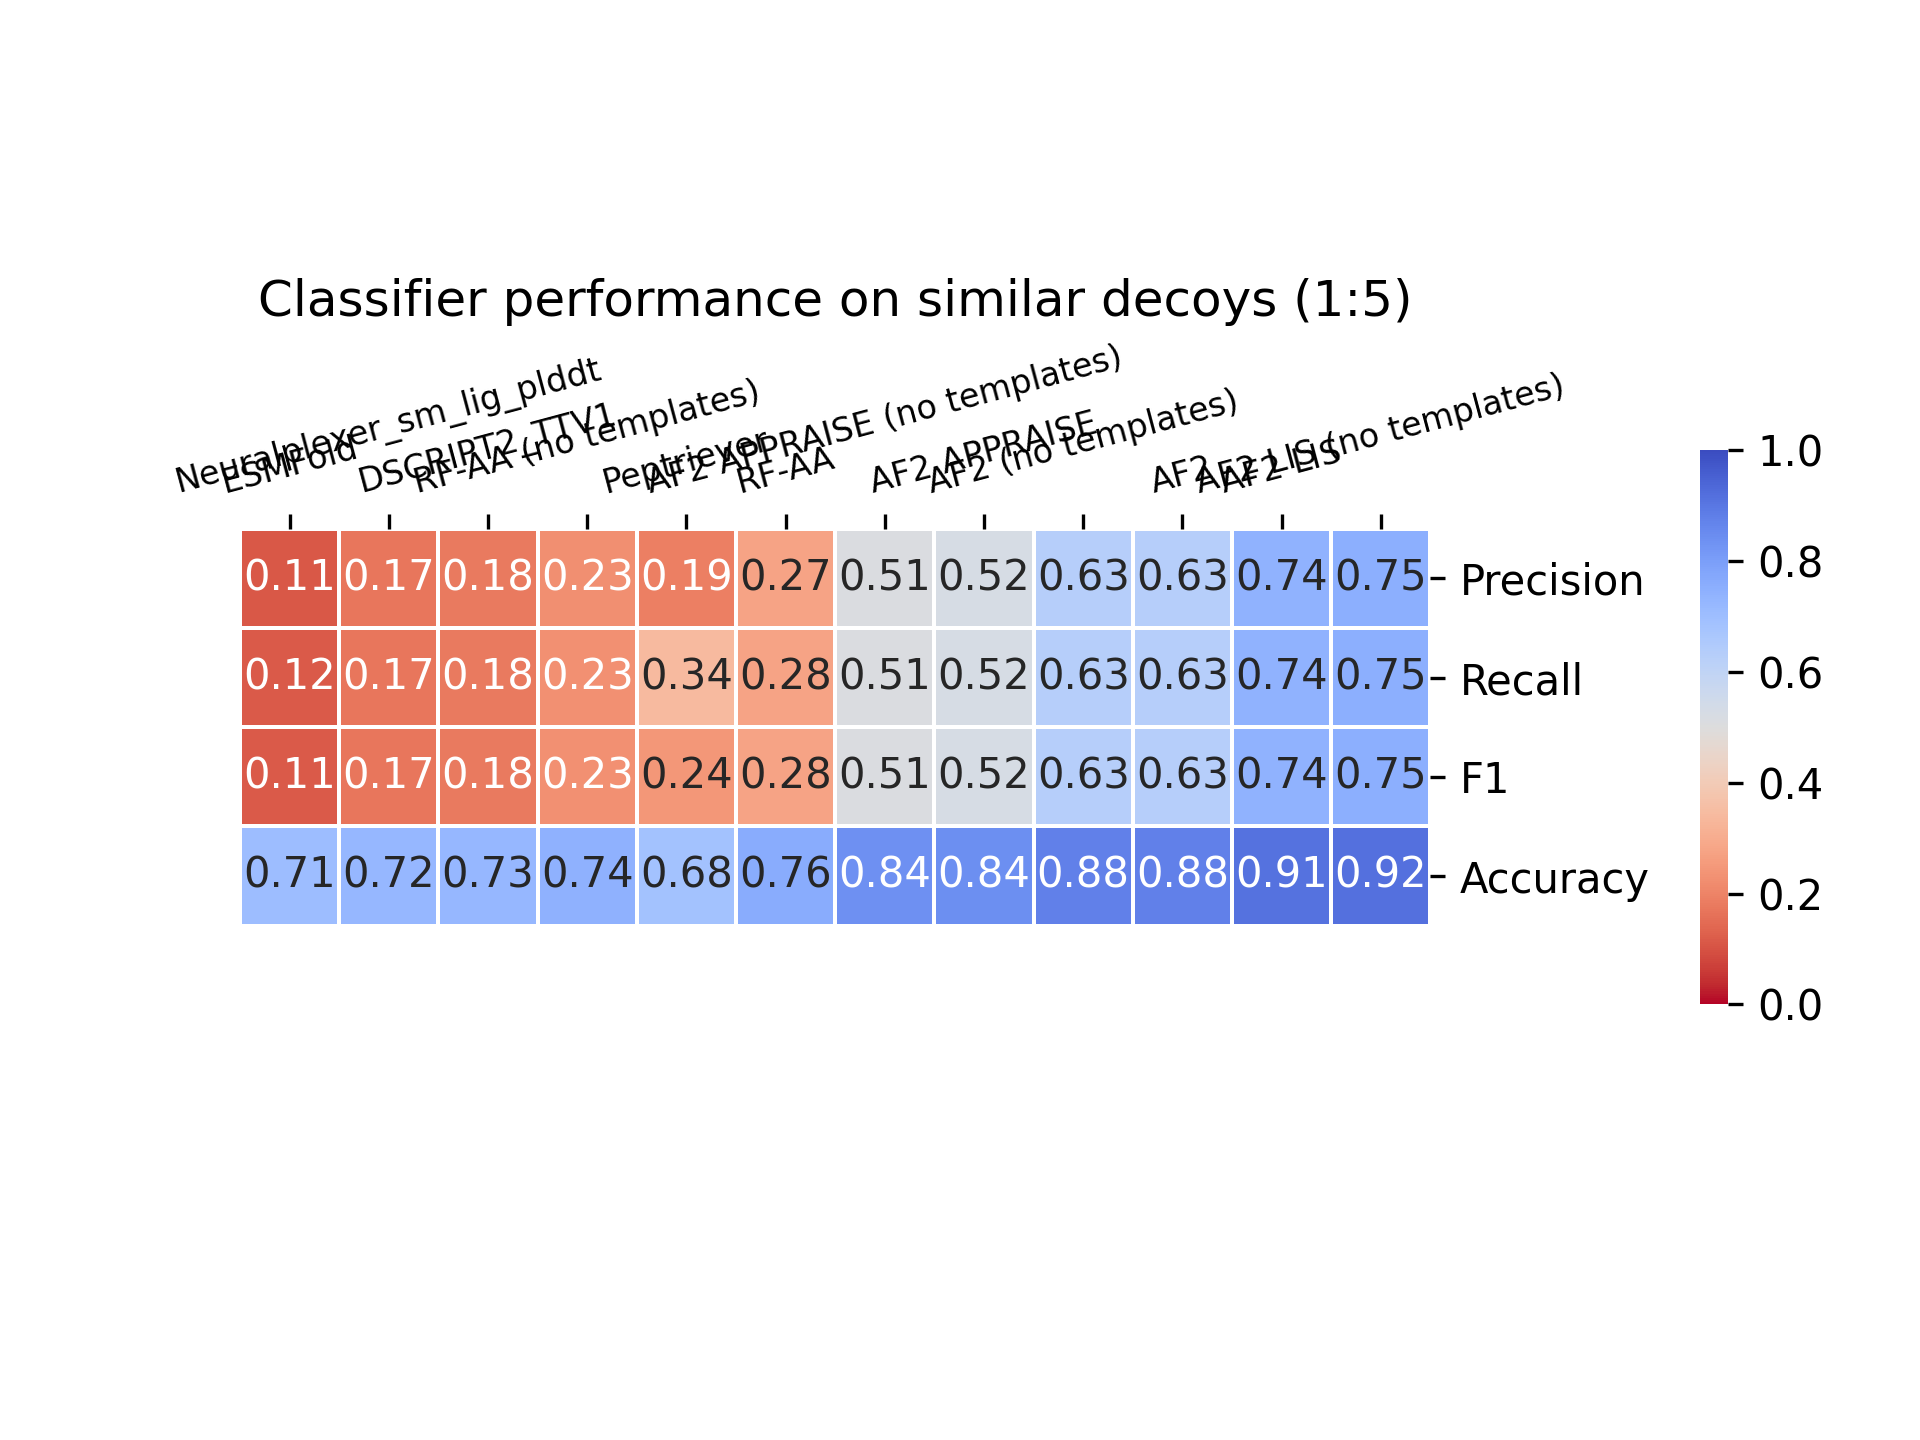 Classifier performance on similar decoys (1:5)
ESMFold
Neuralplexer_sm_lig_plddt
DSCRIPT2_TTV1
RF-AA (no templates)
Peptriever
RF-AA
AF2 APPRAISE (no templates)
AF2 APPRAISE
AF2 (no templates)
AF2
AF2 LIS
AF2 LIS (no templates)
0.11 0.17 0.18 0.23 0.19 0.27 0.51 0.52 0.63 0.63 0.74 0.75 Precision
0.12 0.17 0.18 0.23 0.34 0.28 0.51 0.52 0.63 0.63 0.74 0.75 Recall
0.11 0.17 0.18 0.23 0.24 0.28 0.51 0.52 0.63 0.63 0.74 0.75 F1
0.71 0.72 0.73 0.74 0.68 0.76 0.84 0.84 0.88 0.88 0.91 0.92 Accuracy
1.0
0.8
0.6
0.4
0.2
0.0